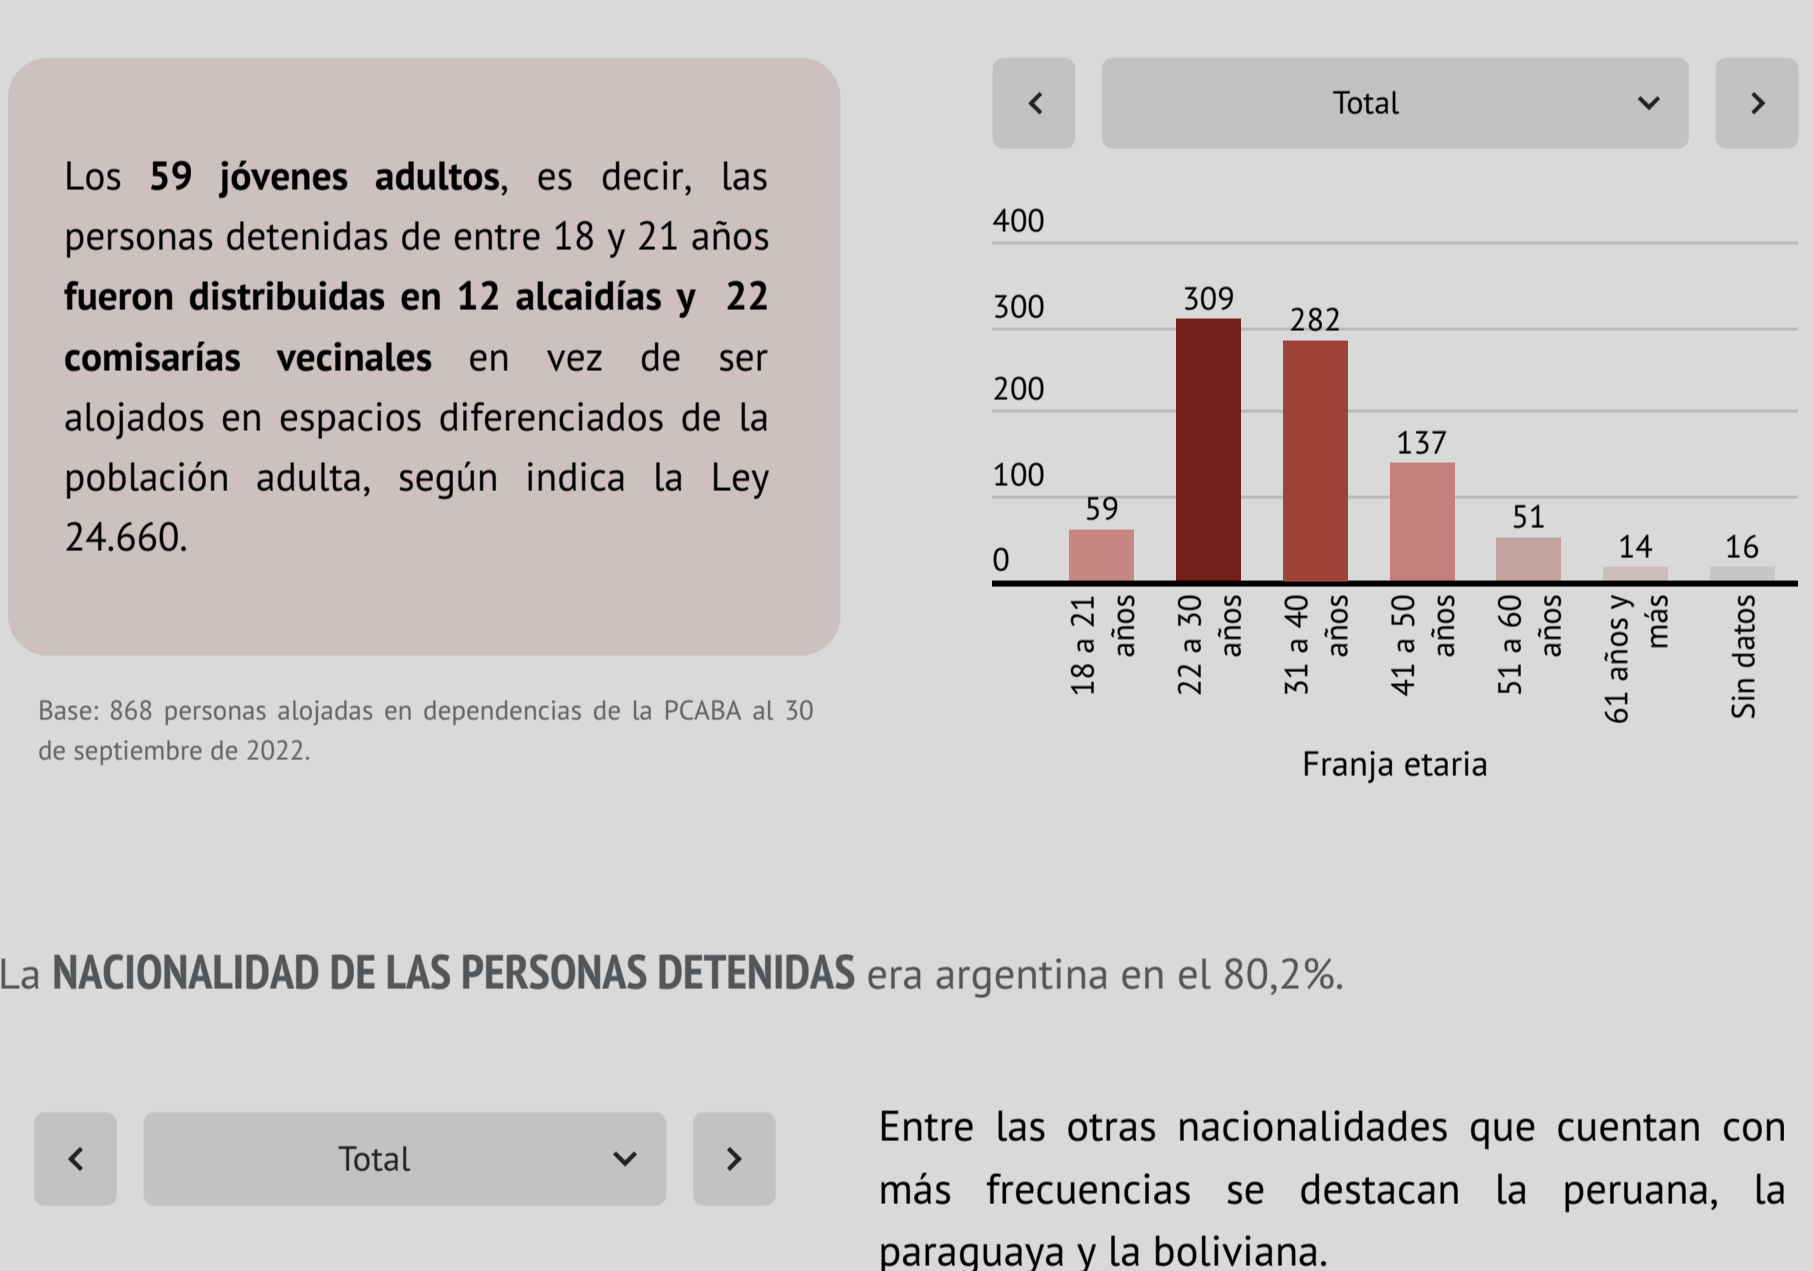 Los 59 jóvenes adultos, es decir, las
personas detenidas de entre 18 y 21 años
fueron distribuidas en 12 alcaidías y 22
comisarías vecinales en vez de ser
alojados en espacios diferenciados de la
población adulta, según indica la Ley
24.660.
Base: 868 personas alojadas en dependencias de la PCABA al 30
de septiembre de 2022.
Total
400
300
200
100
0
59
309
282
137
51
14
16
18 a 21
años
22 a 30
años
31 a 40
años
41 a 50
años
51 a 60
años
61 años y
más
Sin datos
Franja etaria
La NACIONALIDAD DE LAS PERSONAS DETENIDAS era argentina en el 80,2%.
Total
Entre las otras nacionalidades que cuentan con
más frecuencias se destacan la peruana, la
paraguaya y la boliviana.